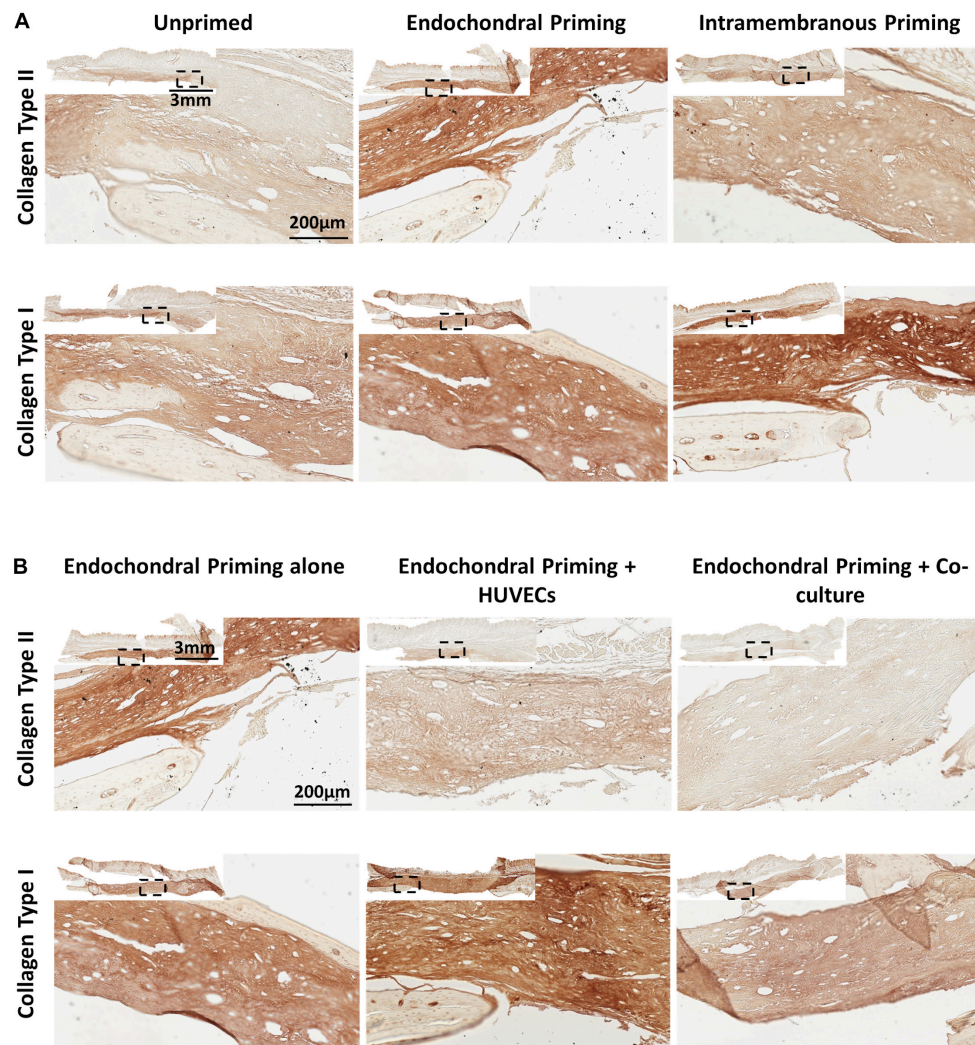 A
Unprimed
Endochondral Priming
Intramembranous Priming
Collagen Type II
3mm
200μm
Collagen Type I
B
Endochondral Priming alone
Endochondral Priming +
HUVECs
Endochondral Priming + Co-
culture
Collagen Type II
3mm
200μm
Collagen Type I